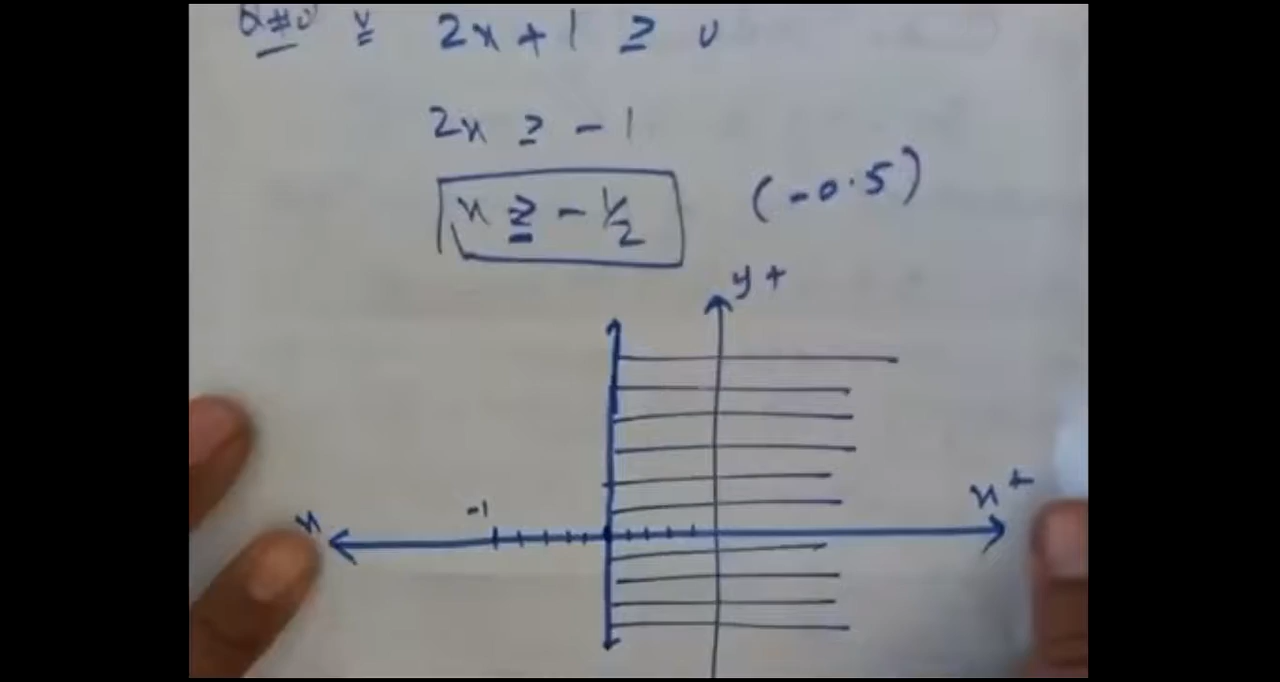 2x + 1 ≥ 0
2x ≥ - 1
x ≥ - 1/2 (-0.5)
y +
x +
-1
x